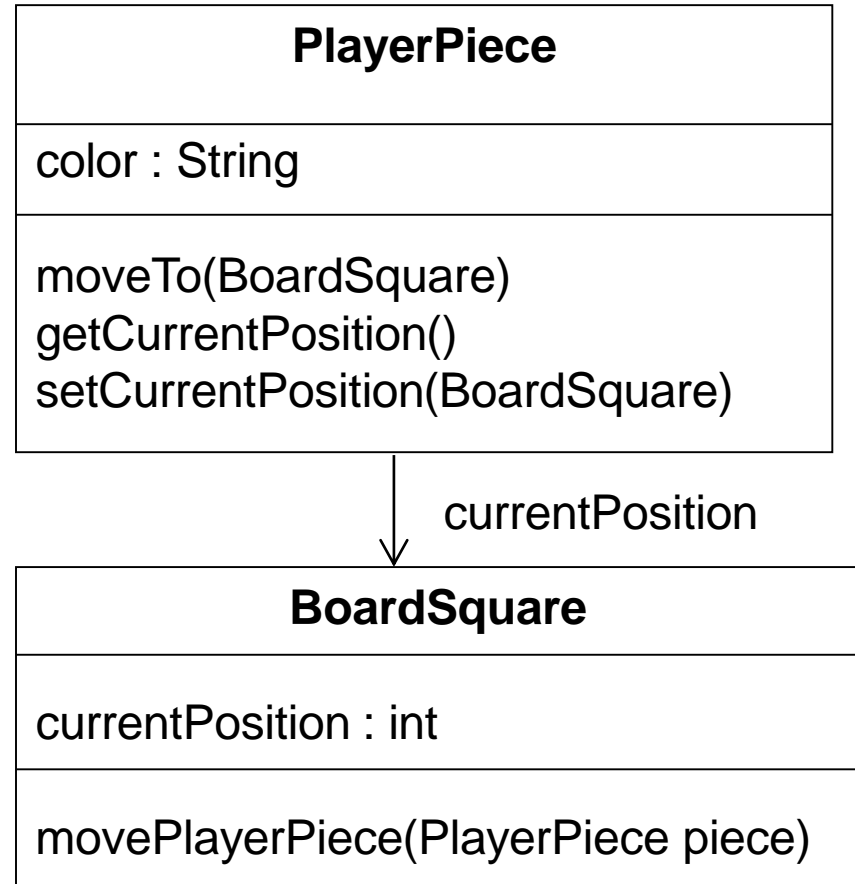 PlayerPiece
color : String
moveTo(BoardSquare)
getCurrentPosition()
setCurrentPosition(BoardSquare)
currentPosition
BoardSquare
currentPosition : int
movePlayerPiece(PlayerPiece piece)